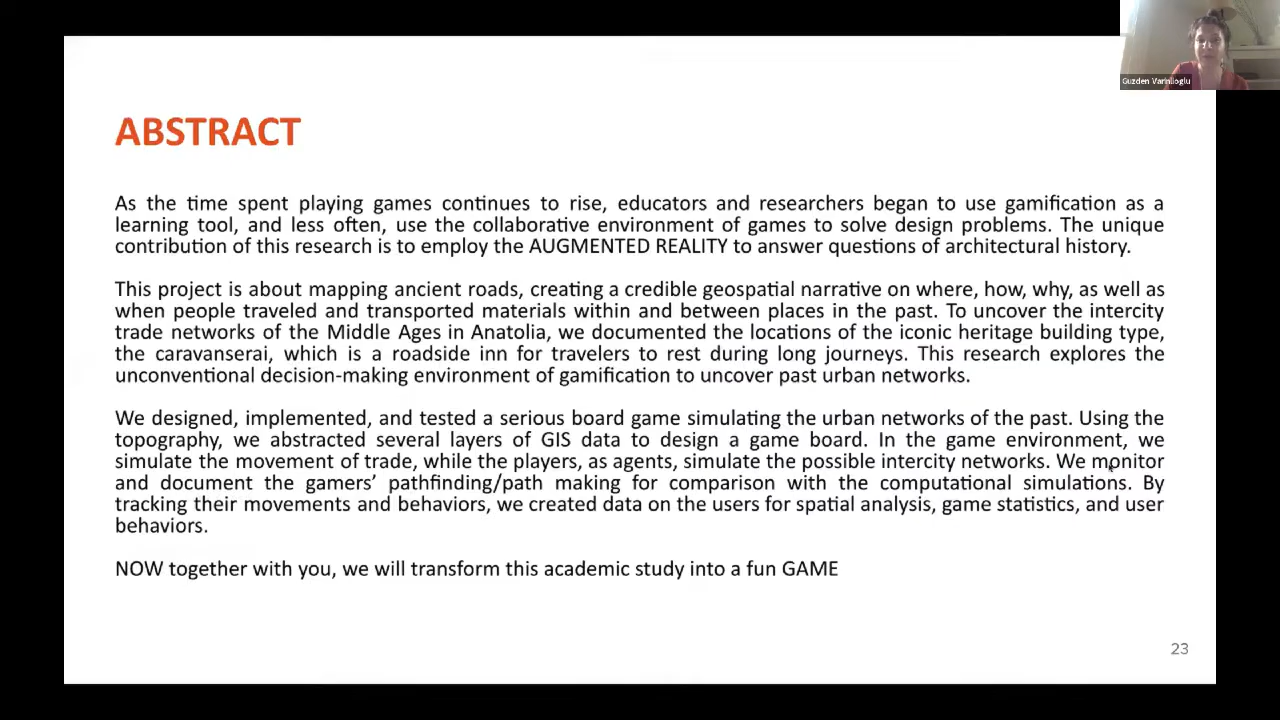 Guzden Varinlioglu
ABSTRACT
As the time spent playing games continues to rise, educators and researchers began to use gamification as a
learning tool, and less often, use the collaborative environment of games to solve design problems. The unique
contribution of this research is to employ the AUGMENTED REALITY to answer questions of architectural history.
This project is about mapping ancient roads, creating a credible geospatial narrative on where, how, why, as well as
when people traveled and transported materials within and between places in the past. To uncover the intercity
trade networks of the Middle Ages in Anatolia, we documented the locations of the iconic heritage building type,
the caravanserai, which is a roadside inn for travelers to rest during long journeys. This research explores the
unconventional decision-making environment of gamification to uncover past urban networks.
We designed, implemented, and tested a serious board game simulating the urban networks of the past. Using the
topography, we abstracted several layers of GIS data to design a game board. In the game environment, we
simulate the movement of trade, while the players, as agents, simulate the possible intercity networks. We monitor
and document the gamers’ pathfinding/path making for comparison with the computational simulations. By
tracking their movements and behaviors, we created data on the users for spatial analysis, game statistics, and user
behaviors.
NOW together with you, we will transform this academic study into a fun GAME
23